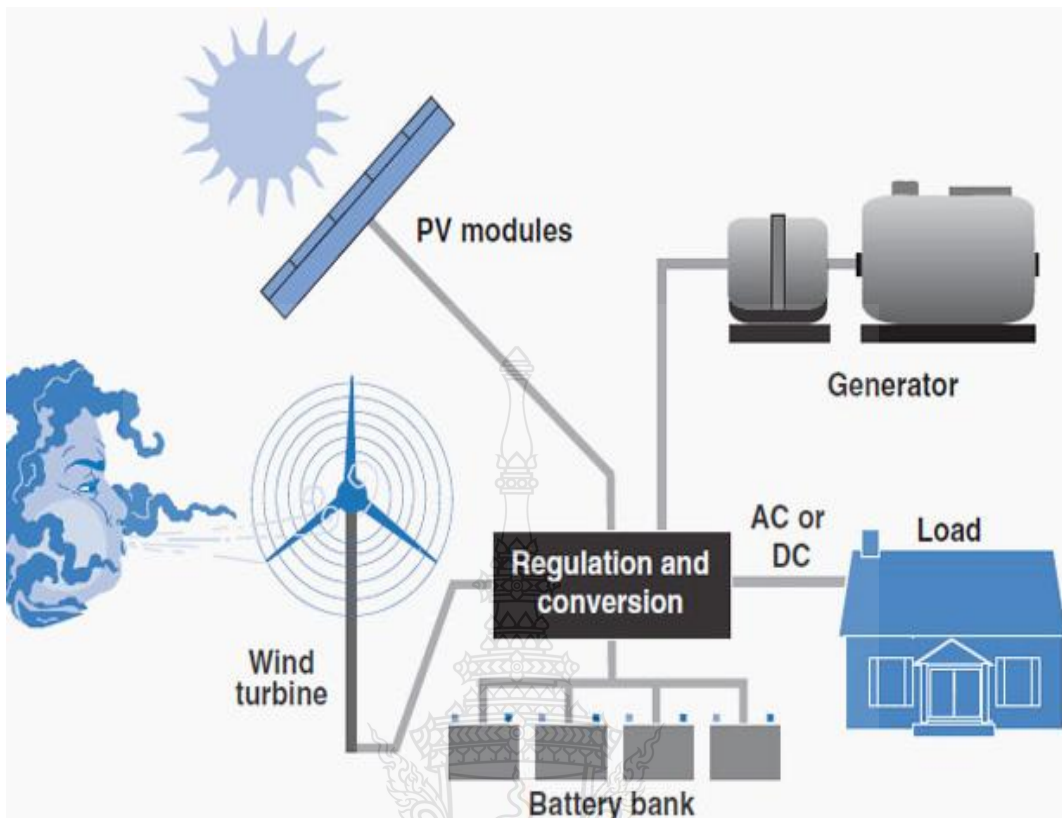 PV modules
Generator
AC or
DC
Load
Regulation and
conversion
Wind
turbine
Battery bank